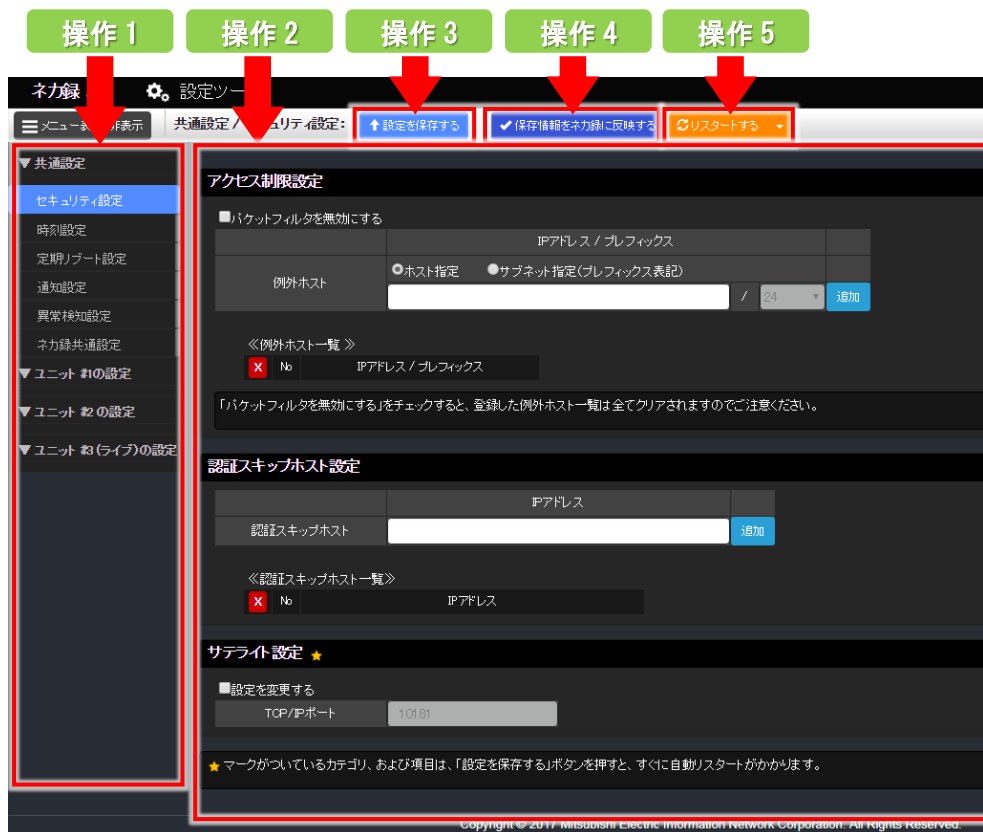 操作 1 操作 2 操作 3 操作 4 操作 5
ネカ録 設定ツー
メニュー表 非表示 共通設定 / ュリティ設定: 設定を保存する 保存情報をネカ録に反映する リスタートする
▼共通設定
セキュリティ設定
時刻設定
定期リブート設定
通知設定
異常検知設定
ネカ録共通設定
▼ユニット #1の設定
▼ユニット #2 の設定
▼ユニット #3 (ライブ)の設定
アクセス制限設定
パケットフィルタを無効にする
IPアドレス / プレフィックス
例外ホスト
ホスト指定 サブネット指定(プレフィックス表記)
/ 24 追加
≪例外ホスト一覧 ≫
X No IPアドレス / プレフィックス
「パケットフィルタを無効にする」をチェックすると、登録した例外ホスト一覧は全てクリアされますのでご注意ください。
認証スキップホスト設定
IPアドレス
認証スキップホスト 追加
≪認証スキップホスト一覧≫
X No IPアドレス
サテライト設定 ★
設定を変更する
TCP/IPポート 10181
★ マークがついているカテゴリ、および項目は、「設定を保存する」ボタンを押すと、すぐに自動リスタートがかかります。
Copyright © 2017 Mitsubishi Electric Information Network Corporation. All Rights Reserved.